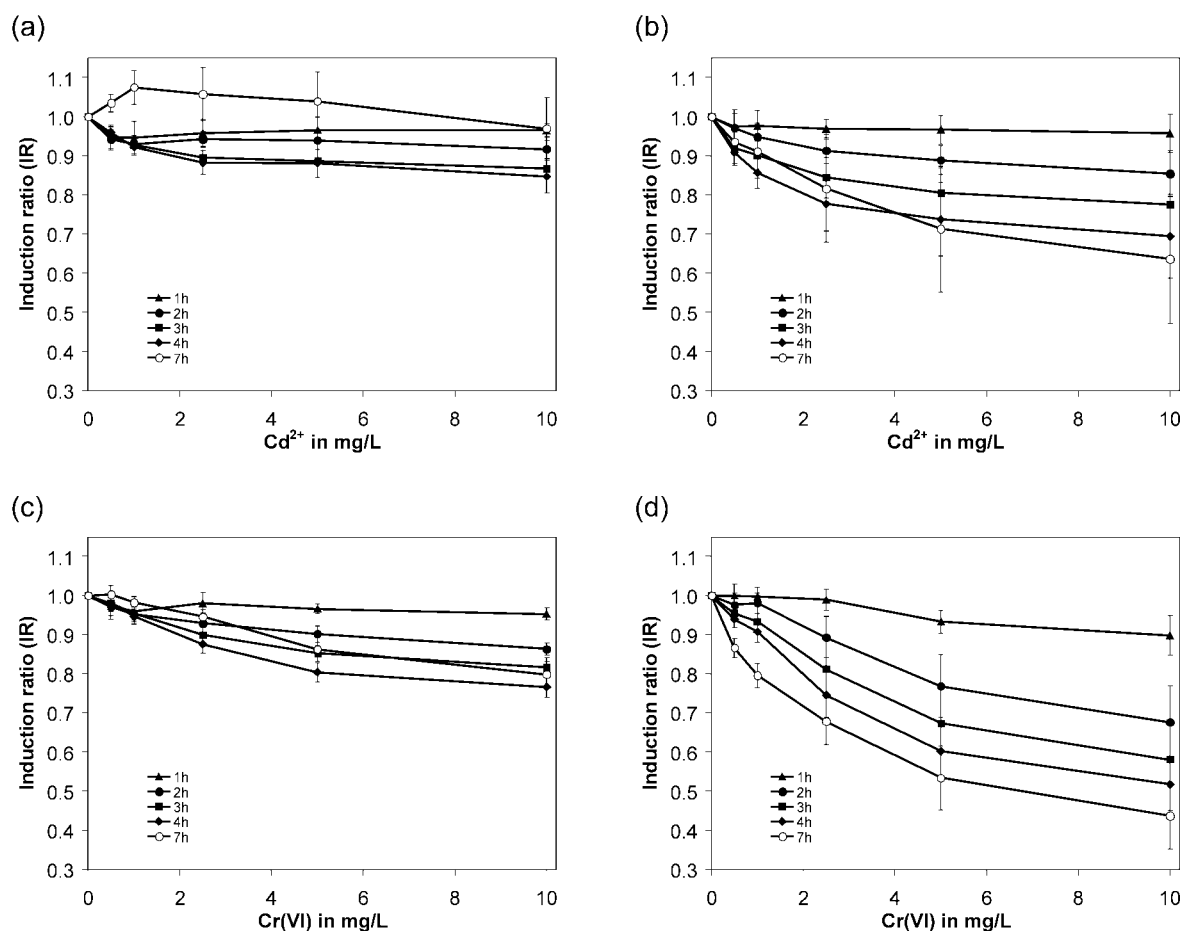 (a)
Induction ratio (IR)
1.1
1.0
0.9
0.8
0.7
0.6
0.5
0.4
0.3
1h
2h
3h
4h
7h
0 2 4 6 8 10
Cd²⁺ in mg/L
(b)
Induction ratio (IR)
1.1
1.0
0.9
0.8
0.7
0.6
0.5
0.4
0.3
1h
2h
3h
4h
7h
0 2 4 6 8 10
Cd²⁺ in mg/L
(c)
Induction ratio (IR)
1.1
1.0
0.9
0.8
0.7
0.6
0.5
0.4
0.3
1h
2h
3h
4h
7h
0 2 4 6 8 10
Cr(VI) in mg/L
(d)
Induction ratio (IR)
1.1
1.0
0.9
0.8
0.7
0.6
0.5
0.4
0.3
1h
2h
3h
4h
7h
0 2 4 6 8 10
Cr(VI) in mg/L